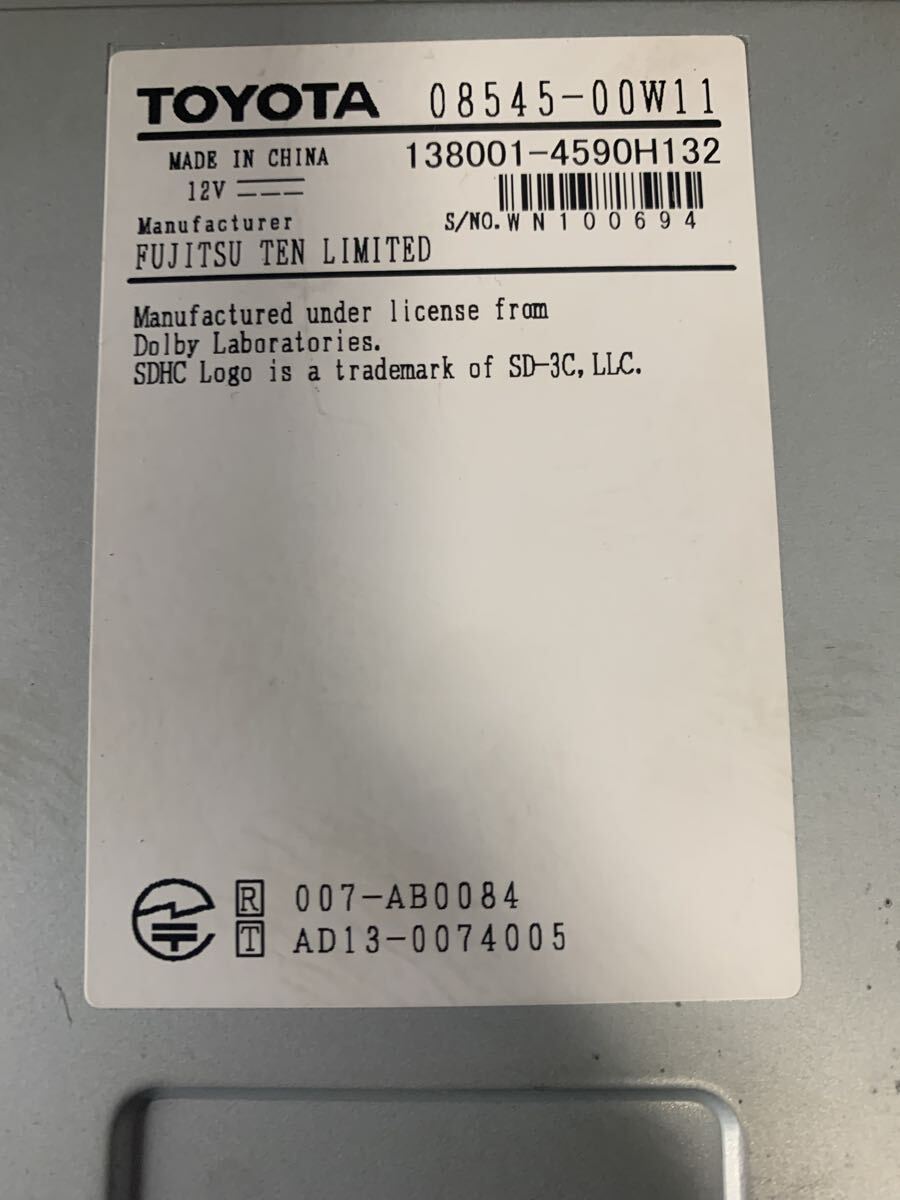 TOYOTA 08545-00W11
MADE IN CHINA 138001-4590H132
12V
Manufacturer S/NO. WN100694
FUJITSU TEN LIMITED
Manufactured under license from
Dolby Laboratories.
SDHC Logo is a trademark of SD-3C, LLC.
R 007-AB0084
T AD13-0074005